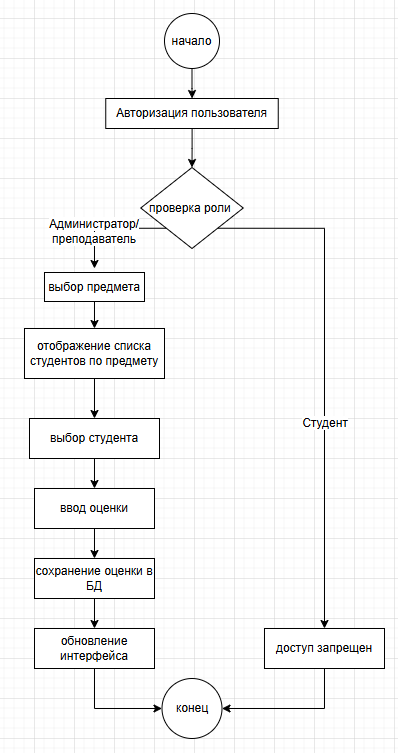 начало
Авторизация пользователя
проверка роли
Администратор/
преподаватель
выбор предмета
отображение списка
студентов по предмету
выбор студента
Студент
ввод оценки
сохранение оценки в
БД
обновление
интерфейса
доступ запрещен
конец